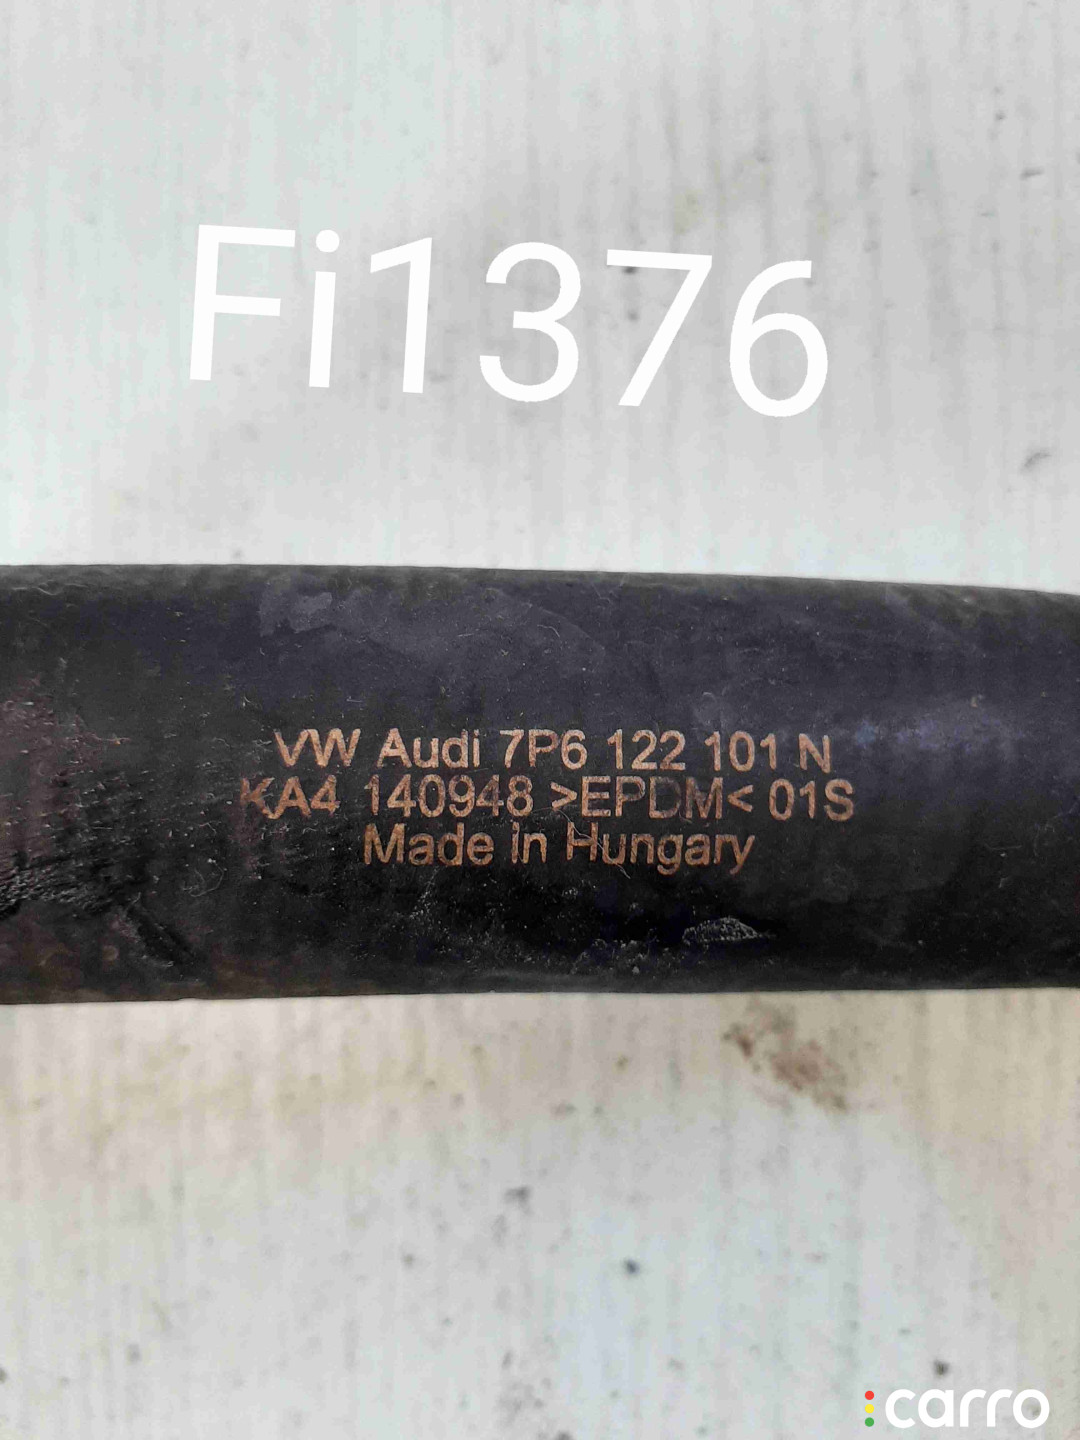 Fi1376
VW Audi 7P6 122 101 N
KA4 140948 >EPDM< 01S
Made in Hungary
carro